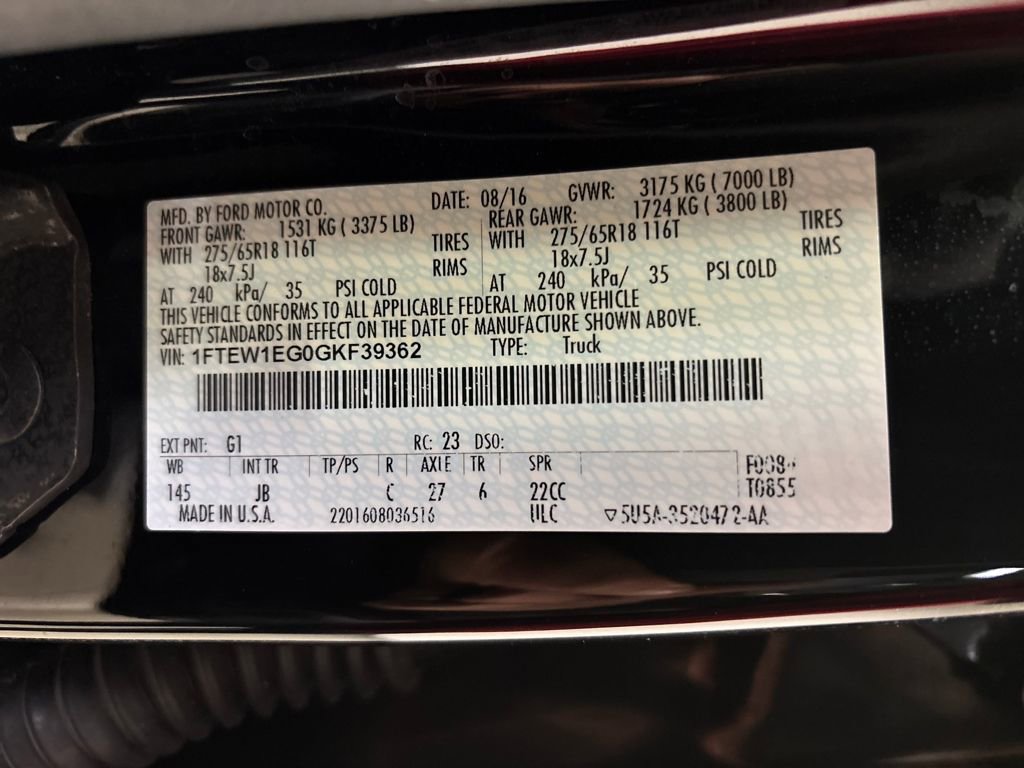 MFD. BY FORD MOTOR CO. DATE: 08/16 GVWR: 3175 KG ( 7000 LB)
FRONT GAWR: 1531 KG ( 3375 LB) REAR GAWR: 1724 KG ( 3800 LB)
WITH 275/65R18 116T TIRES WITH 275/65R18 116T TIRES
18x7.5J RIMS 18x7.5J RIMS
AT 240 kPa/ 35 PSI COLD AT 240 kPa/ 35 PSI COLD
THIS VEHICLE CONFORMS TO ALL APPLICABLE FEDERAL MOTOR VEHICLE
SAFETY STANDARDS IN EFFECT ON THE DATE OF MANUFACTURE SHOWN ABOVE.
VIN: 1FTEW1EG0GKF39362 TYPE: Truck
EXT PNT: G1 RC: 23 DSO:
WB INT TR TP/PS R AXLE TR SPR
145 JB C 27 6 22CC T0855
MADE IN U.S.A. 2201608036516 ULC ▽5U5A-3520472-AA